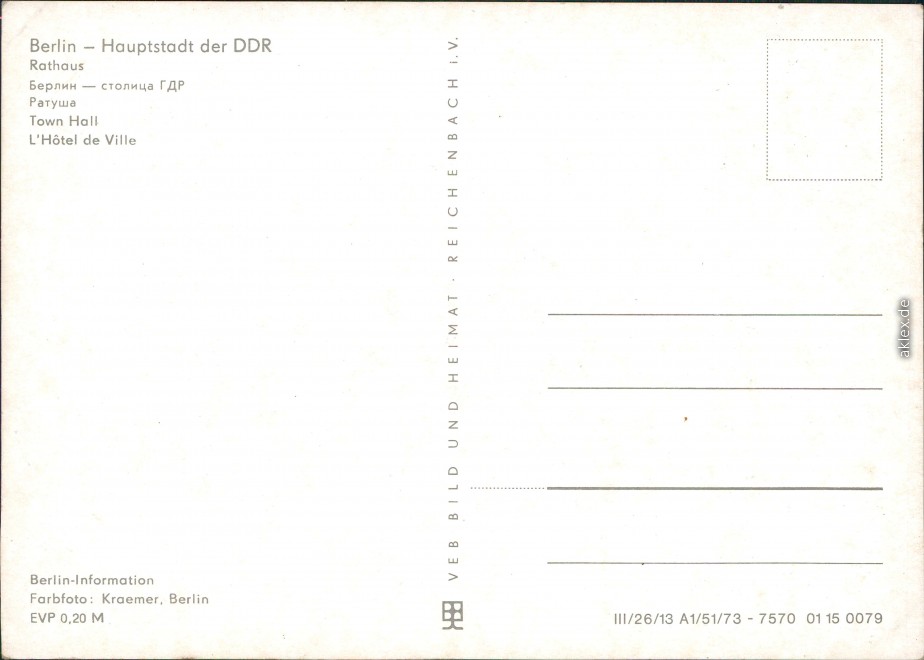 Berlin – Hauptstadt der DDR
Rathaus
Берлин — столица ГДР
Ратуша
Town Hall
L'Hôtel de Ville
VEB BILD UND HEIMAT · REICHENBACH i.V.
Berlin-Information
Farbfoto: Kraemer, Berlin
EVP 0,20 M
III/26/13 A1/51/73 - 7570 01 15 0079
aklex.de